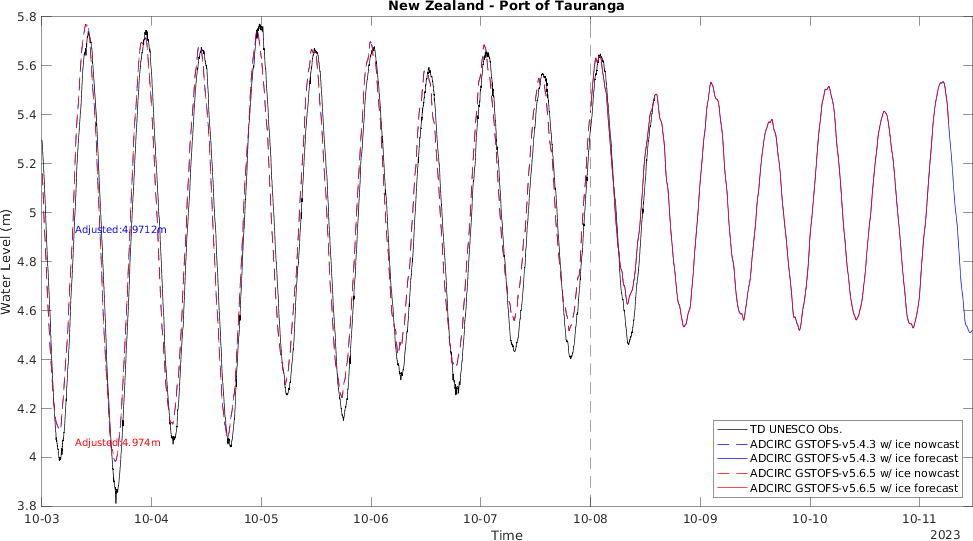 New Zealand - Port of Tauranga
5.8
5.6
5.4
5.2
5
4.8
4.6
4.4
4.2
4
3.8
Water Level (m)
Adjusted:4.9712m
Adjusted:4.974m
TD UNESCO Obs.
ADCIRC GSTOFS-v5.4.3 w/ ice nowcast
ADCIRC GSTOFS-v5.4.3 w/ ice forecast
ADCIRC GSTOFS-v5.6.5 w/ ice nowcast
ADCIRC GSTOFS-v5.6.5 w/ ice forecast
10-03 10-04 10-05 10-06 10-07 10-08 10-09 10-10 10-11
Time
2023